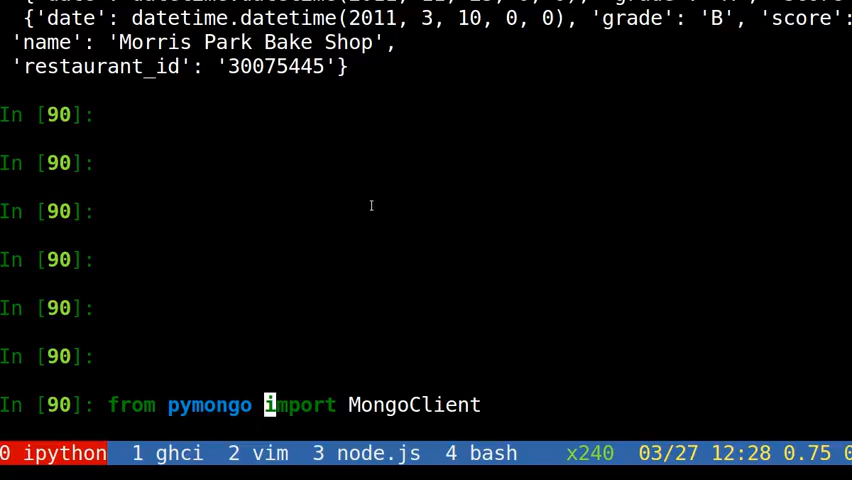 {'date': datetime.datetime(2011, 3, 10, 0, 0), 'grade': 'B', 'score':
'name': 'Morris Park Bake Shop',
'restaurant_id': '30075445'}
In [90]:
In [90]:
In [90]:
In [90]:
In [90]:
In [90]:
In [90]: from pymongo import MongoClient
0 ipython 1 ghci 2 vim 3 node.js 4 bash x240 03/27 12:28 0.75 0